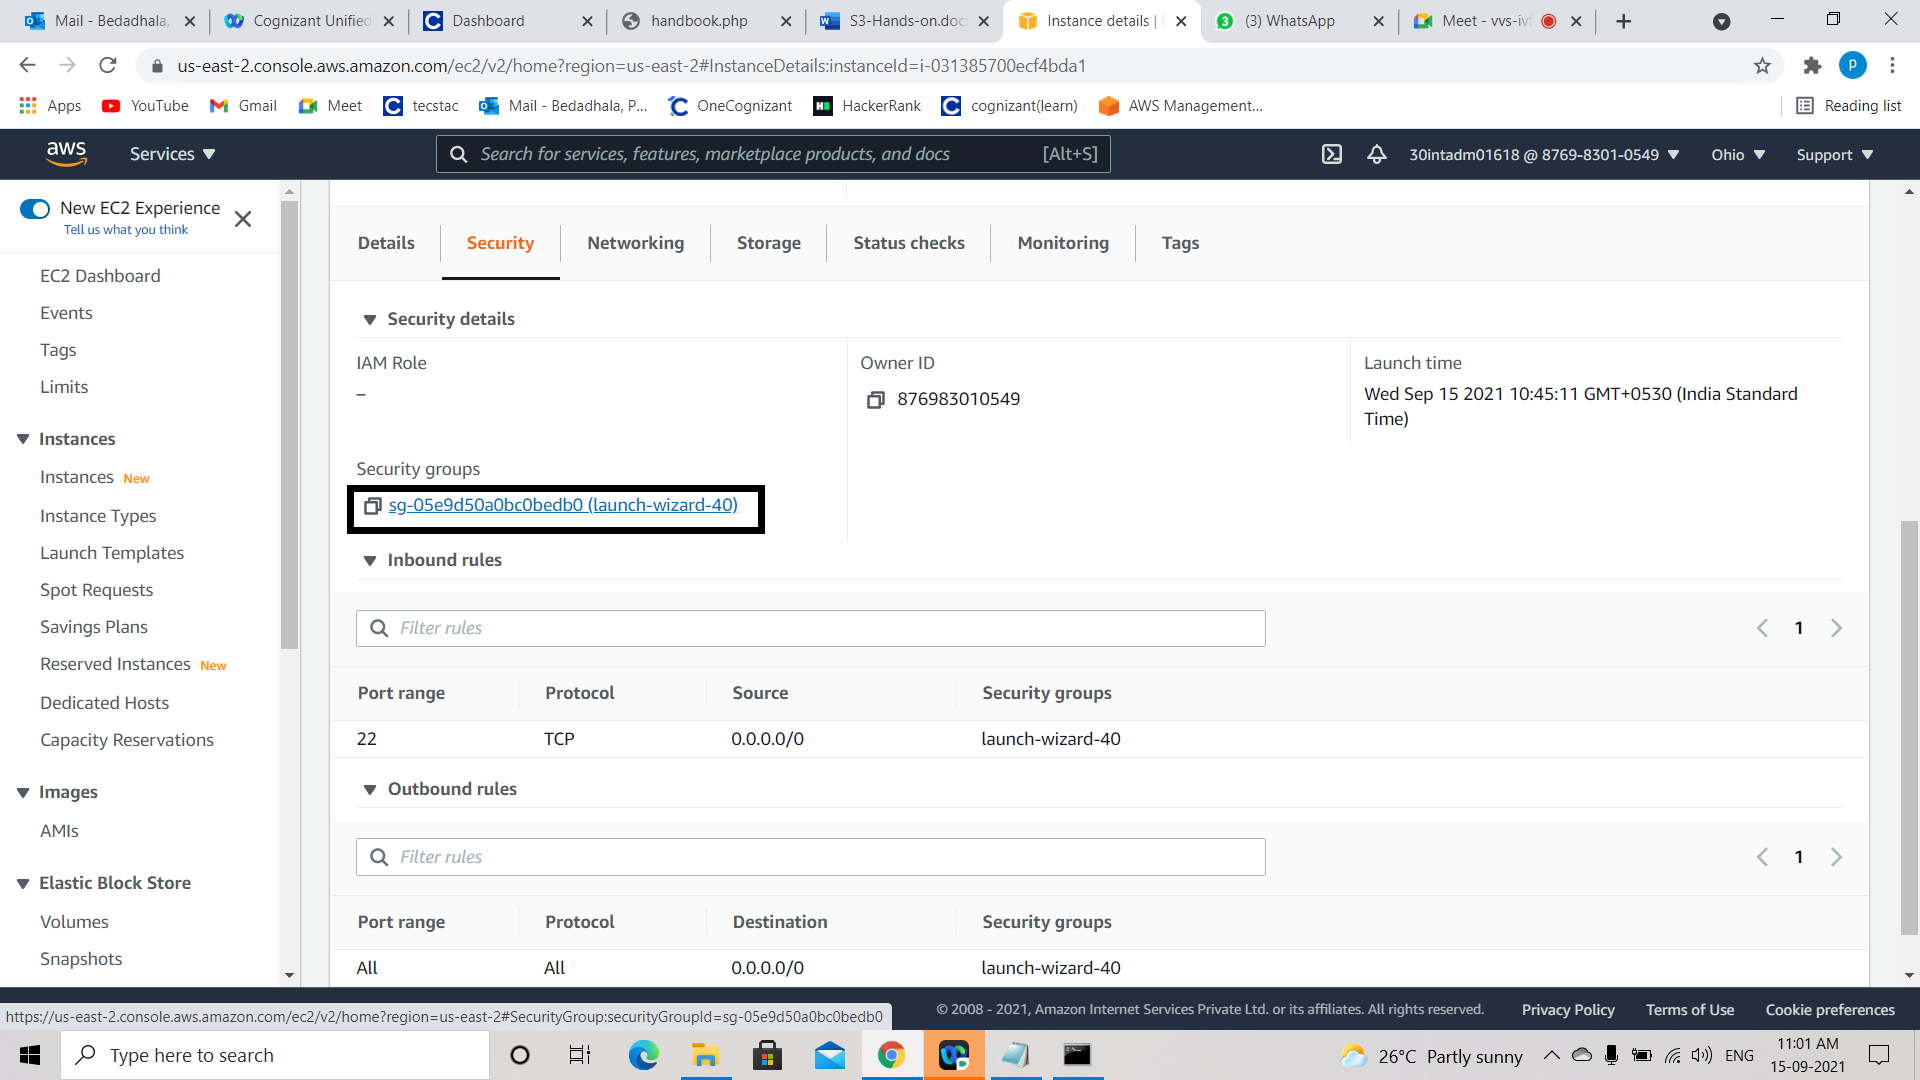 Mail - Bedadhala,
Cognizant Unified
Dashboard
handbook.php
S3-Hands-on.doc
Instance details |
(3) WhatsApp
Meet - vvs-ivt
us-east-2.console.aws.amazon.com/ec2/v2/home?region=us-east-2#InstanceDetails:instanceId=i-031385700ecf4bda1
p
Apps
YouTube
Gmail
Meet
tecstac
Mail - Bedadhala, P...
OneCognizant
HackerRank
cognizant(learn)
AWS Management...
Reading list
aws
Services
Search for services, features, marketplace products, and docs
[Alt+S]
30intadm01618 @ 8769-8301-0549
Ohio
Support
New EC2 Experience
Tell us what you think
EC2 Dashboard
Events
Tags
Limits
Instances
Instances New
Instance Types
Launch Templates
Spot Requests
Savings Plans
Reserved Instances New
Dedicated Hosts
Capacity Reservations
Images
AMIs
Elastic Block Store
Volumes
Snapshots
Details
Security
Networking
Storage
Status checks
Monitoring
Tags
Security details
IAM Role
–
Owner ID
876983010549
Launch time
Wed Sep 15 2021 10:45:11 GMT+0530 (India Standard
Time)
Security groups
sg-05e9d50a0bc0bedb0 (launch-wizard-40)
Inbound rules
Filter rules
1
Port range Protocol Source Security groups
22 TCP 0.0.0.0/0 launch-wizard-40
Outbound rules
Filter rules
1
Port range Protocol Destination Security groups
All All 0.0.0.0/0 launch-wizard-40
https://us-east-2.console.aws.amazon.com/ec2/v2/home?region=us-east-2#SecurityGroup:securityGroupId=sg-05e9d50a0bc0bedb0
© 2008 - 2021, Amazon Internet Services Private Ltd. or its affiliates. All rights reserved.
Privacy Policy
Terms of Use
Cookie preferences
Type here to search
26°C Partly sunny
ENG
11:01 AM
15-09-2021